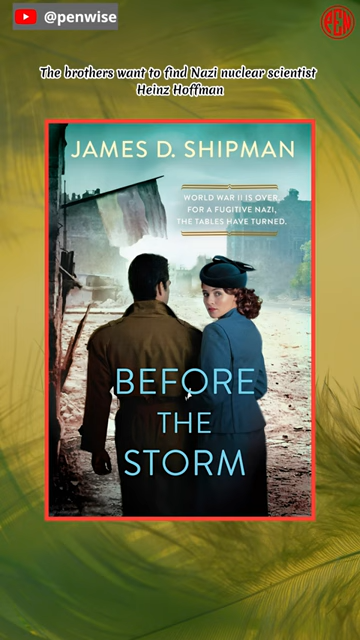 @penwise
PEN
The brothers want to find Nazi nuclear scientist
Heinz Hoffman
JAMES D. SHIPMAN
WORLD WAR II IS OVER.
FOR A FUGITIVE NAZI,
THE TABLES HAVE TURNED.
BEFORE
THE
STORM